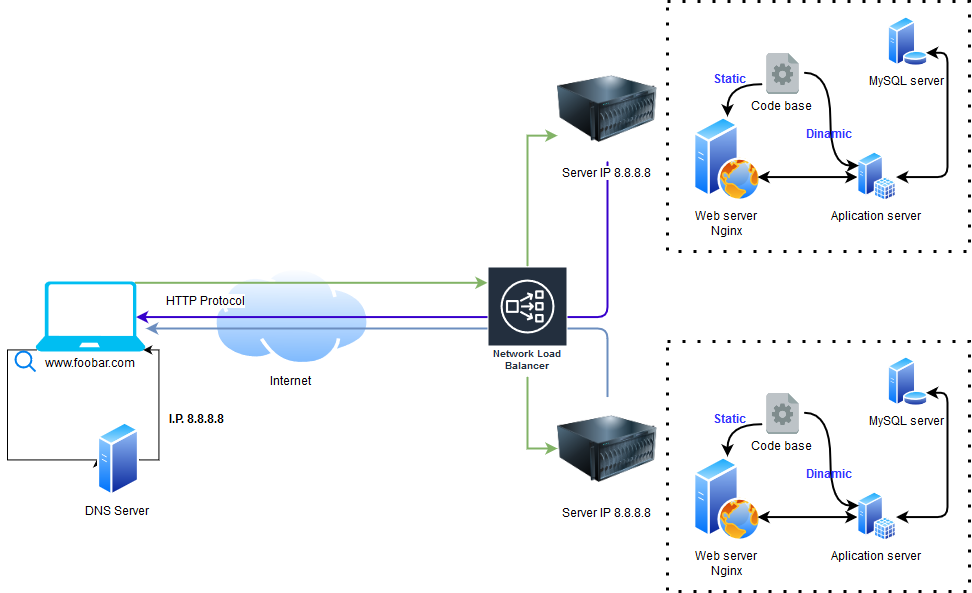 MySQL server
Static
Code base
Dinamic
Server IP 8.8.8.8
Web server
Nginx
Aplication server
HTTP Protocol
www.foobar.com
Internet
Network Load
Balancer
I.P. 8.8.8.8
DNS Server
MySQL server
Static
Code base
Dinamic
Server IP 8.8.8.8
Web server
Nginx
Aplication server